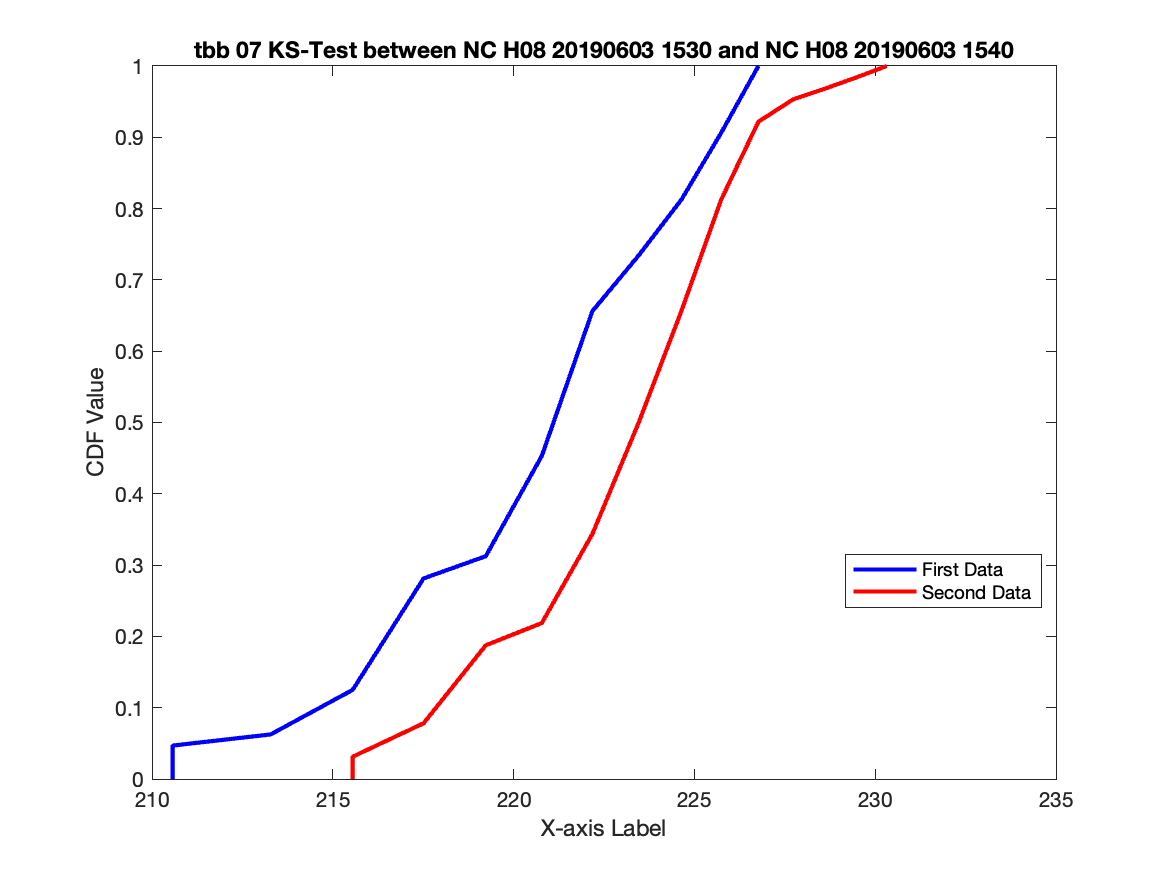 tbb 07 KS-Test between NC H08 20190603 1530 and NC H08 20190603 1540
1
0.9
0.8
0.7
0.6
0.5
0.4
0.3
0.2
0.1
0
CDF Value
First Data
Second Data
210 215 220 225 230 235
X-axis Label